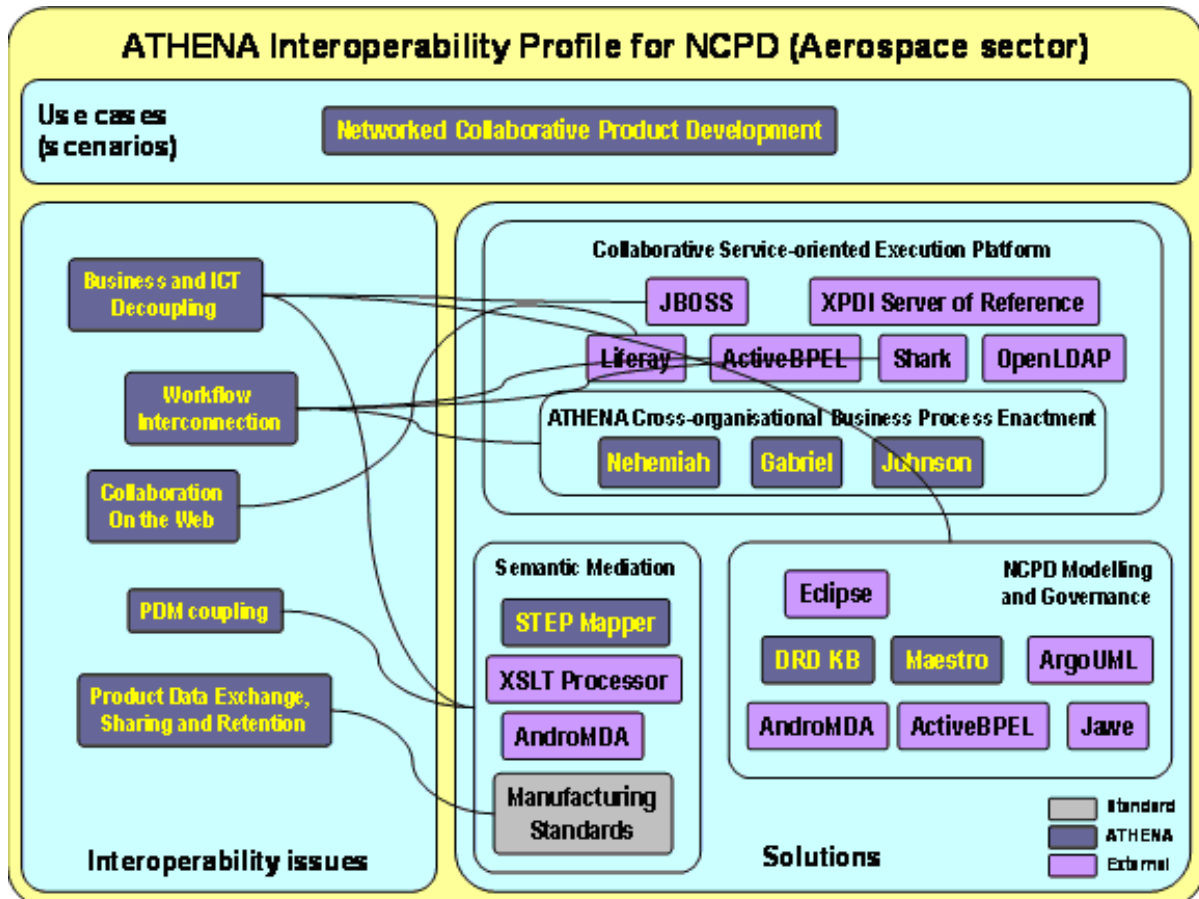 ATHENA Interoperability Profile for NCPD (Aerospace sector)
Use cases
(scenarios)
Networked Collaborative Product Development
Business and ICT
Decoupling
Workflow
Interconnection
Collaboration
On the Web
PDM coupling
Product Data Exchange,
Sharing and Retention
Interoperability issues
Collaborative Service-oriented Execution Platform
JBOSS
XPDI Server of Reference
Liferay
ActiveBPEL
Shark
OpenLDAP
ATHENA Cross-organisational Business Process Enactment
Nehemiah
Gabriel
Johnson
Semantic Mediation
STEP Mapper
XSLT Processor
AndroMDA
Manufacturing
Standards
NCPD Modelling
and Governance
Eclipse
DRD KB
Maestro
ArgoUML
AndroMDA
ActiveBPEL
Jawe
Solutions
Standard
ATHENA
External